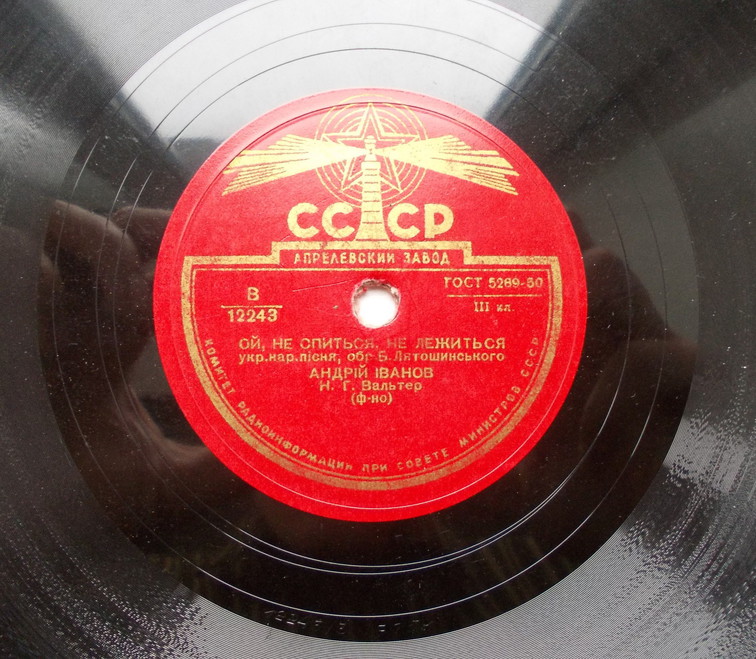 СССР
АПРЕЛЕВСКИЙ ЗАВОД
В
12243
ГОСТ 5289-50
III кл.
ОЙ, НЕ СПИТЬСЯ, НЕ ЛЕЖИТЬСЯ
укр.нар.пісня, обр Б.Лятошинського
АНДРІЙ ІВАНОВ
Н. Г. Вальтер
(ф-но)
КОМИТЕТ РАДИОИНФОРМАЦИИ ПРИ СОВЕТЕ МИНИСТРОВ СССР